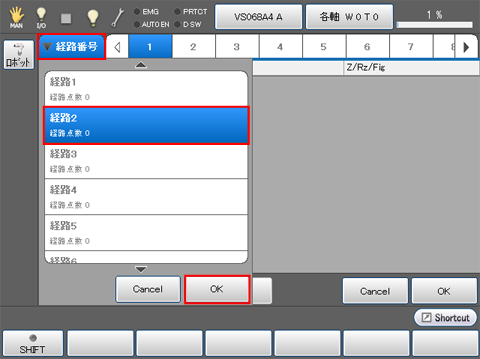 MAN
I/O
EMG
PRTCT
AUTO EN
DSW
VS068A4 A
各軸 W 0 T 0
1 %
ロボット
経路番号
1
2
3
4
5
6
7
8
Z/Rz/Fig
経路1
経路点数 0
経路2
経路点数 0
経路3
経路点数 0
経路4
経路点数 0
経路5
経路点数 0
経路6
Cancel
OK
Cancel
OK
Shortcut
SHIFT